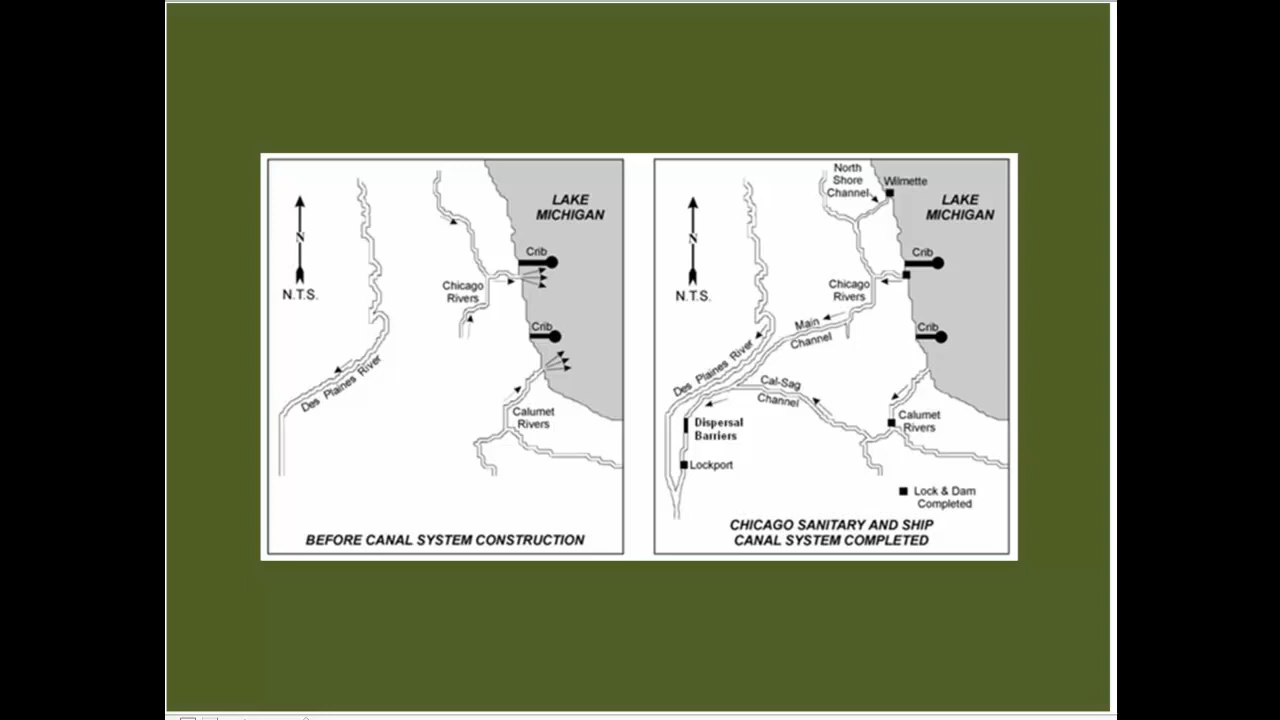 LAKE
MICHIGAN
N
N.T.S.
Crib
Chicago
Rivers
Crib
Des Plaines River
Calumet
Rivers
BEFORE CANAL SYSTEM CONSTRUCTION
North
Shore
Channel
Wilmette
LAKE
MICHIGAN
N
N.T.S.
Crib
Chicago
Rivers
Main
Channel
Crib
Des Plaines River
Cal-Sag
Channel
Calumet
Rivers
Dispersal
Barriers
Lockport
Lock & Dam
Completed
CHICAGO SANITARY AND SHIP
CANAL SYSTEM COMPLETED